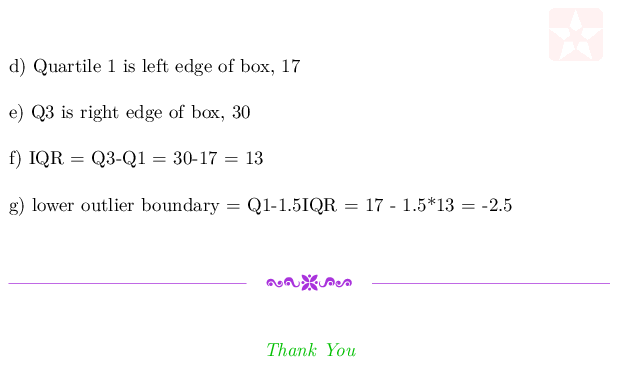 d) Quartile 1 is left edge of box, 17
e) Q3 is right edge of box, 30
f) IQR = Q3-Q1 = 30-17 = 13
g) lower outlier boundary = Q1-1.5IQR = 17 - 1.5*13 = -2.5
Thank You